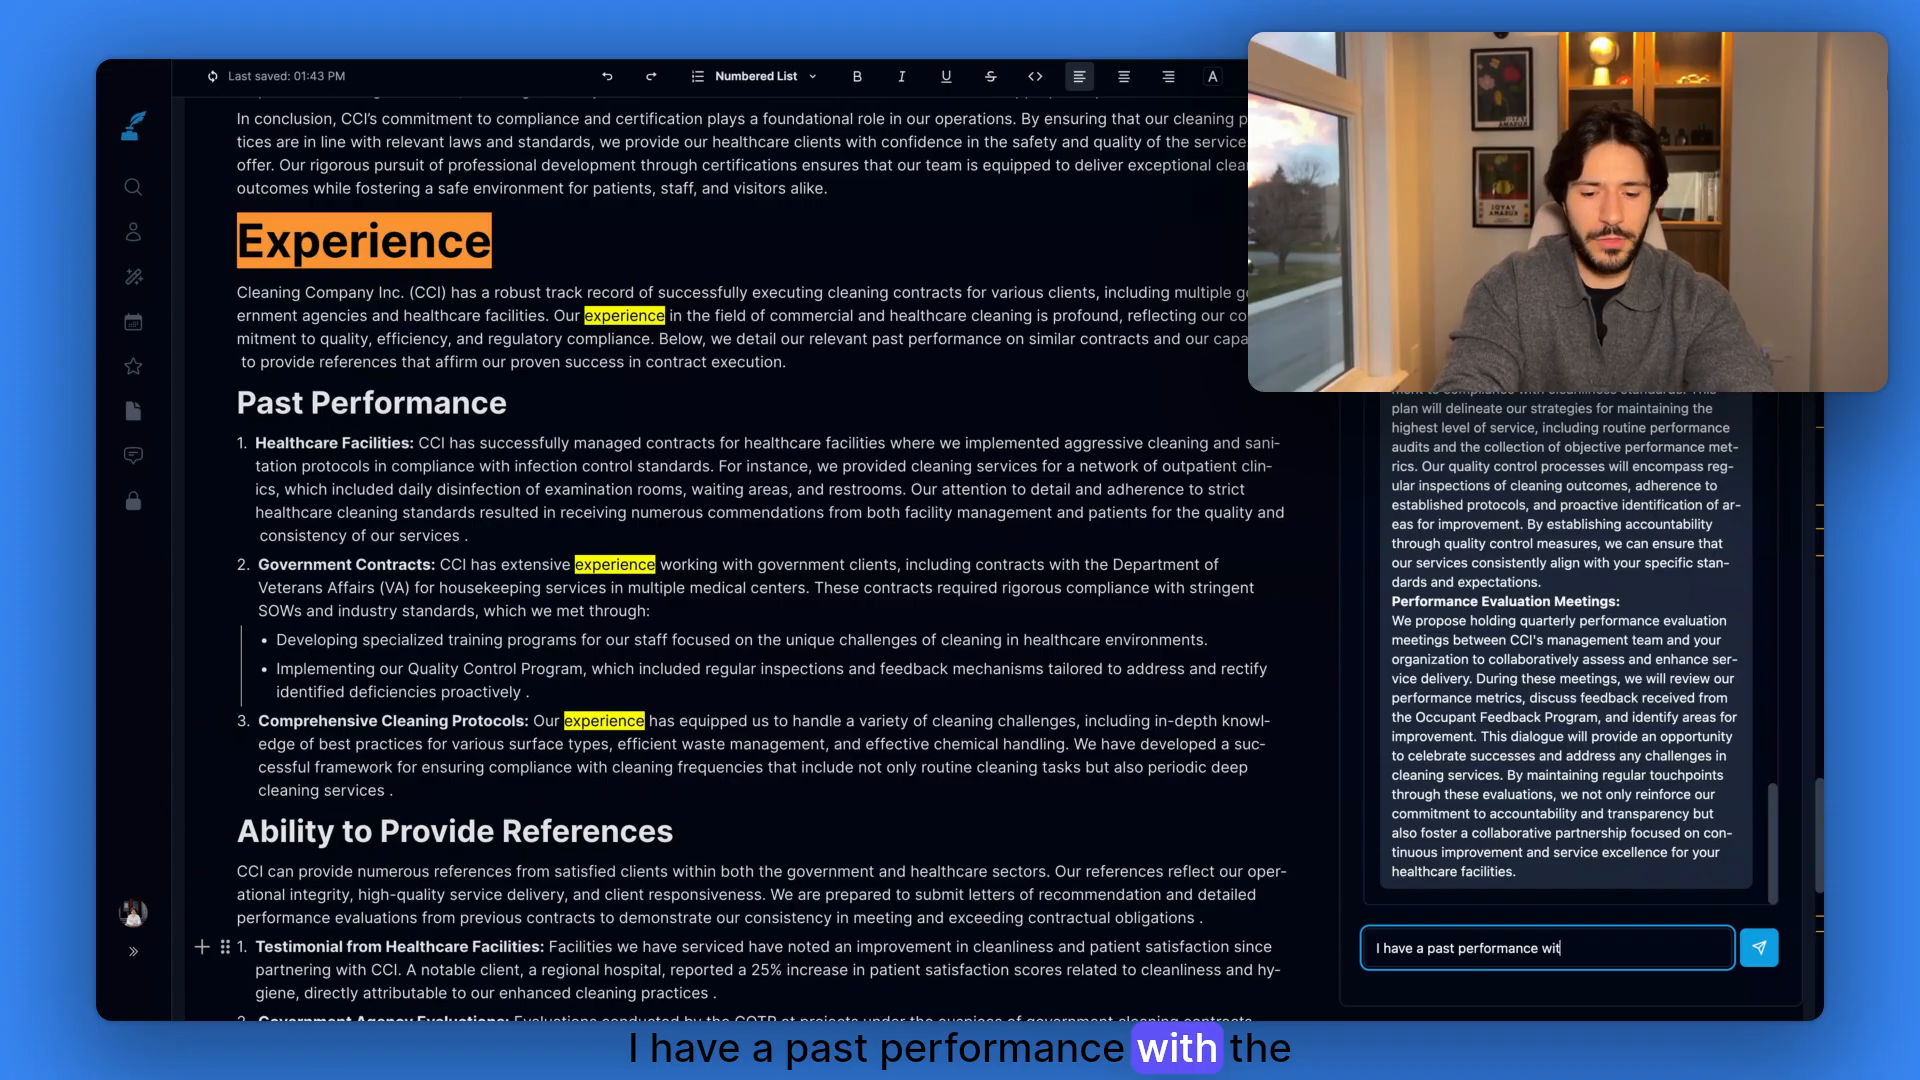 Last saved: 01:43 PM
Numbered List
B
I
U
S
<>
A
In conclusion, CCI's commitment to compliance and certification plays a foundational role in our operations. By ensuring that our cleaning p
tices are in line with relevant laws and standards, we provide our healthcare clients with confidence in the safety and quality of the service
offer. Our rigorous pursuit of professional development through certifications ensures that our team is equipped to deliver exceptional clea
outcomes while fostering a safe environment for patients, staff, and visitors alike.
Experience
Cleaning Company Inc. (CCI) has a robust track record of successfully executing cleaning contracts for various clients, including multiple g
ernment agencies and healthcare facilities. Our experience in the field of commercial and healthcare cleaning is profound, reflecting our co
mitment to quality, efficiency, and regulatory compliance. Below, we detail our relevant past performance on similar contracts and our capa
to provide references that affirm our proven success in contract execution.
Past Performance
1. Healthcare Facilities: CCI has successfully managed contracts for healthcare facilities where we implemented aggressive cleaning and sani-
tation protocols in compliance with infection control standards. For instance, we provided cleaning services for a network of outpatient clin-
ics, which included daily disinfection of examination rooms, waiting areas, and restrooms. Our attention to detail and adherence to strict
healthcare cleaning standards resulted in receiving numerous commendations from both facility management and patients for the quality and
consistency of our services .
2. Government Contracts: CCI has extensive experience working with government clients, including contracts with the Department of
Veterans Affairs (VA) for housekeeping services in multiple medical centers. These contracts required rigorous compliance with stringent
SOWs and industry standards, which we met through:
• Developing specialized training programs for our staff focused on the unique challenges of cleaning in healthcare environments.
• Implementing our Quality Control Program, which included regular inspections and feedback mechanisms tailored to address and rectify
identified deficiencies proactively .
3. Comprehensive Cleaning Protocols: Our experience has equipped us to handle a variety of cleaning challenges, including in-depth knowl-
edge of best practices for various surface types, efficient waste management, and effective chemical handling. We have developed a suc-
cessful framework for ensuring compliance with cleaning frequencies that include not only routine cleaning tasks but also periodic deep
cleaning services .
Ability to Provide References
CCI can provide numerous references from satisfied clients within both the government and healthcare sectors. Our references reflect our oper-
ational integrity, high-quality service delivery, and client responsiveness. We are prepared to submit letters of recommendation and detailed
performance evaluations from previous contracts to demonstrate our consistency in meeting and exceeding contractual obligations .
1. Testimonial from Healthcare Facilities: Facilities we have serviced have noted an improvement in cleanliness and patient satisfaction since
partnering with CCI. A notable client, a regional hospital, reported a 25% increase in patient satisfaction scores related to cleanliness and hy-
giene, directly attributable to our enhanced cleaning practices .
2. Government Agency Evaluations: Evaluations conducted by the COTR at projects under the auspices of government cleaning contracts
JOYAY
AMARUX
JOYAY
AMARUX
ment to compliance with cleanliness standards. This
plan will delineate our strategies for maintaining the
highest level of service, including routine performance
audits and the collection of objective performance met-
rics. Our quality control processes will encompass reg-
ular inspections of cleaning outcomes, adherence to
established protocols, and proactive identification of ar-
eas for improvement. By establishing accountability
through quality control measures, we can ensure that
our services consistently align with your specific stan-
dards and expectations.
Performance Evaluation Meetings:
We propose holding quarterly performance evaluation
meetings between CCI's management team and your
organization to collaboratively assess and enhance ser-
vice delivery. During these meetings, we will review our
performance metrics, discuss feedback received from
the Occupant Feedback Program, and identify areas for
improvement. This dialogue will provide an opportunity
to celebrate successes and address any challenges in
cleaning services. By maintaining regular touchpoints
through these evaluations, we not only reinforce our
commitment to accountability and transparency but
also foster a collaborative partnership focused on con-
tinuous improvement and service excellence for your
healthcare facilities.
I have a past performance wit
I have a past performance with the